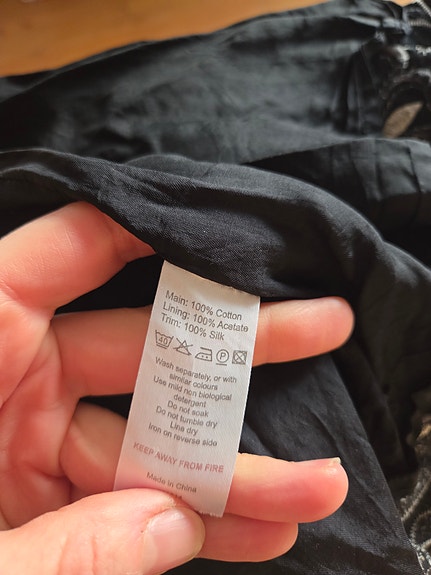 Main: 100% Cotton
Lining: 100% Acetate
Trim: 100% Silk
40 P
Wash separately, or with
similar colours
Use mild non biological
detergent
Do not soak
Do not tumble dry
Line dry
Iron on reverse side
KEEP AWAY FROM FIRE
Made in China